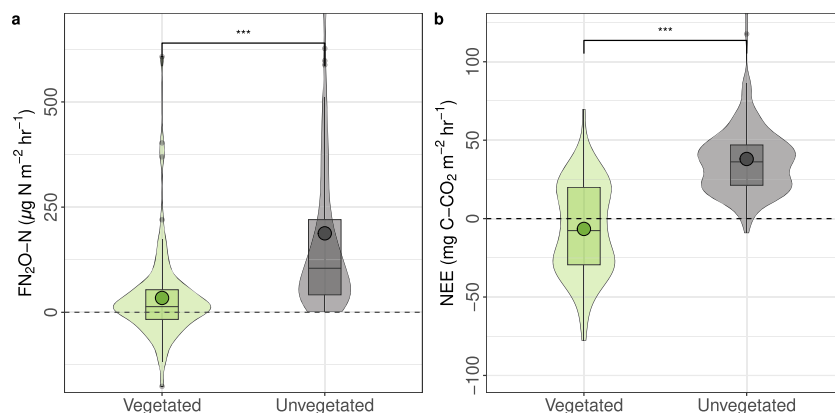 a
***
FN₂O−N (µg N m⁻² hr⁻¹)
500
250
0
Vegetated Unvegetated
b
***
NEE (mg C−CO₂ m⁻² hr⁻¹)
100
50
0
−50
−100
Vegetated Unvegetated